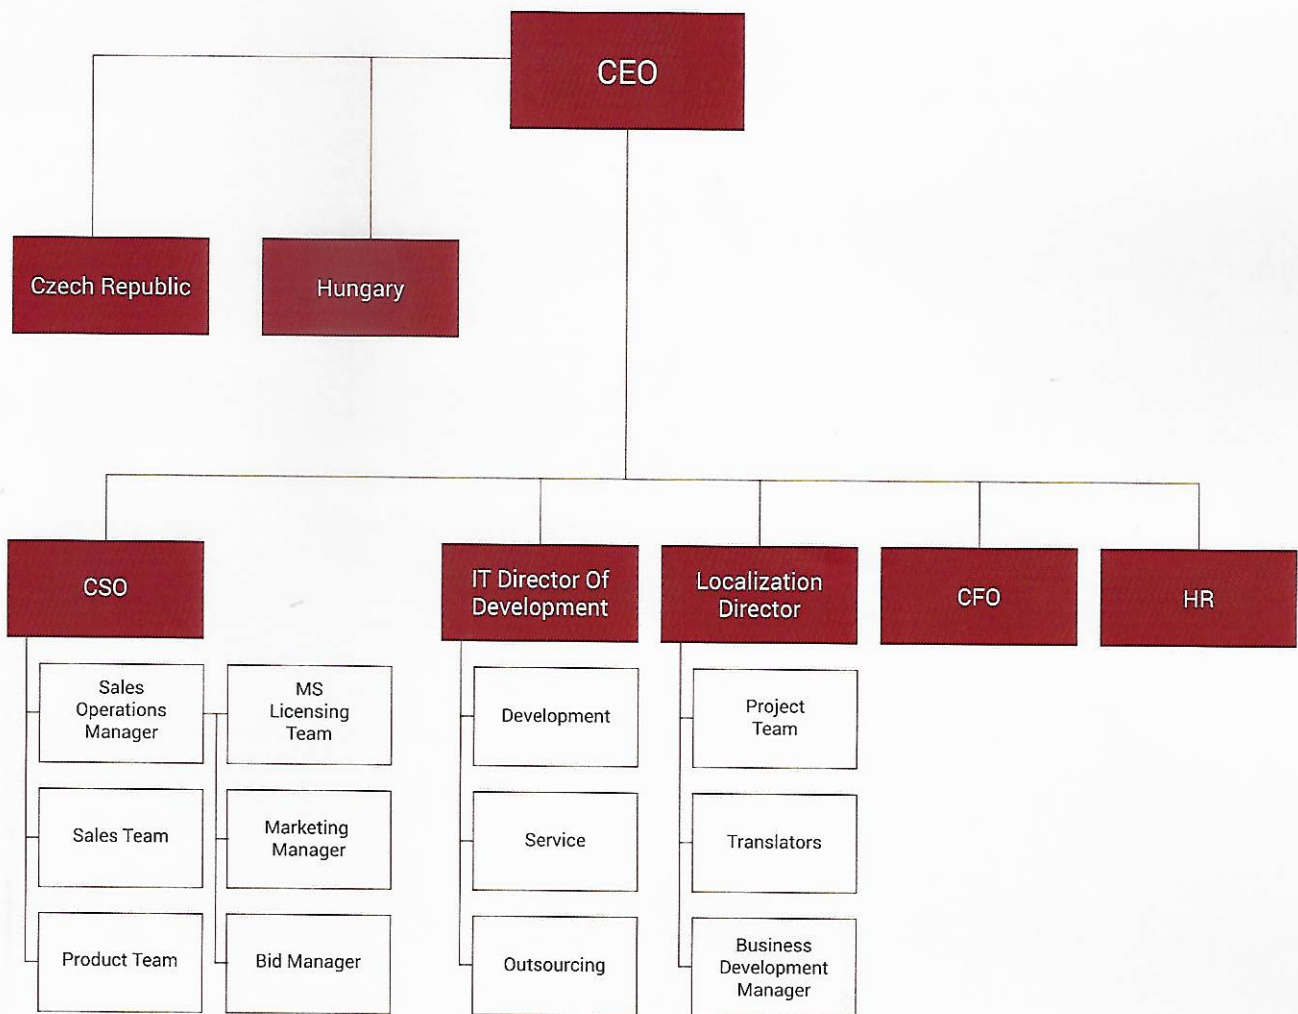 CEO
Czech Republic
Hungary
CSO
IT Director Of
Development
Localization
Director
CFO
HR
Sales
Operations
Manager
MS
Licensing
Team
Development
Project
Team
Sales Team
Marketing
Manager
Service
Translators
Product Team
Bid Manager
Outsourcing
Business
Development
Manager